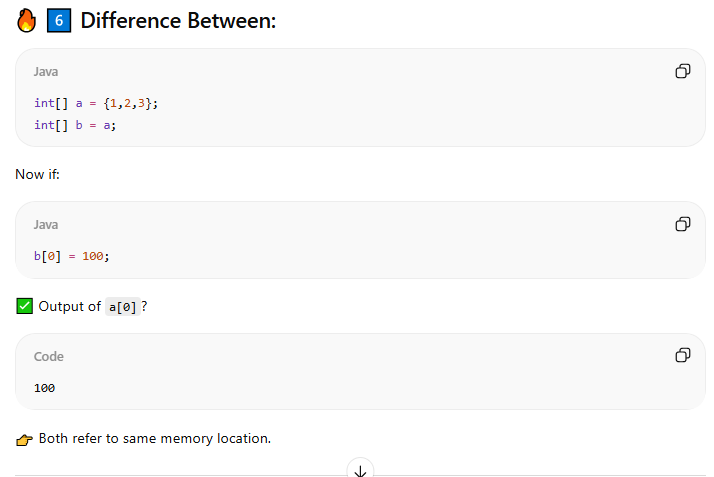 🔥 6️⃣ Difference Between:
Java
int[] a = {1,2,3};
int[] b = a;
Now if:
Java
b[0] = 100;
✅ Output of a[0]?
Code
100
👉 Both refer to same memory location.